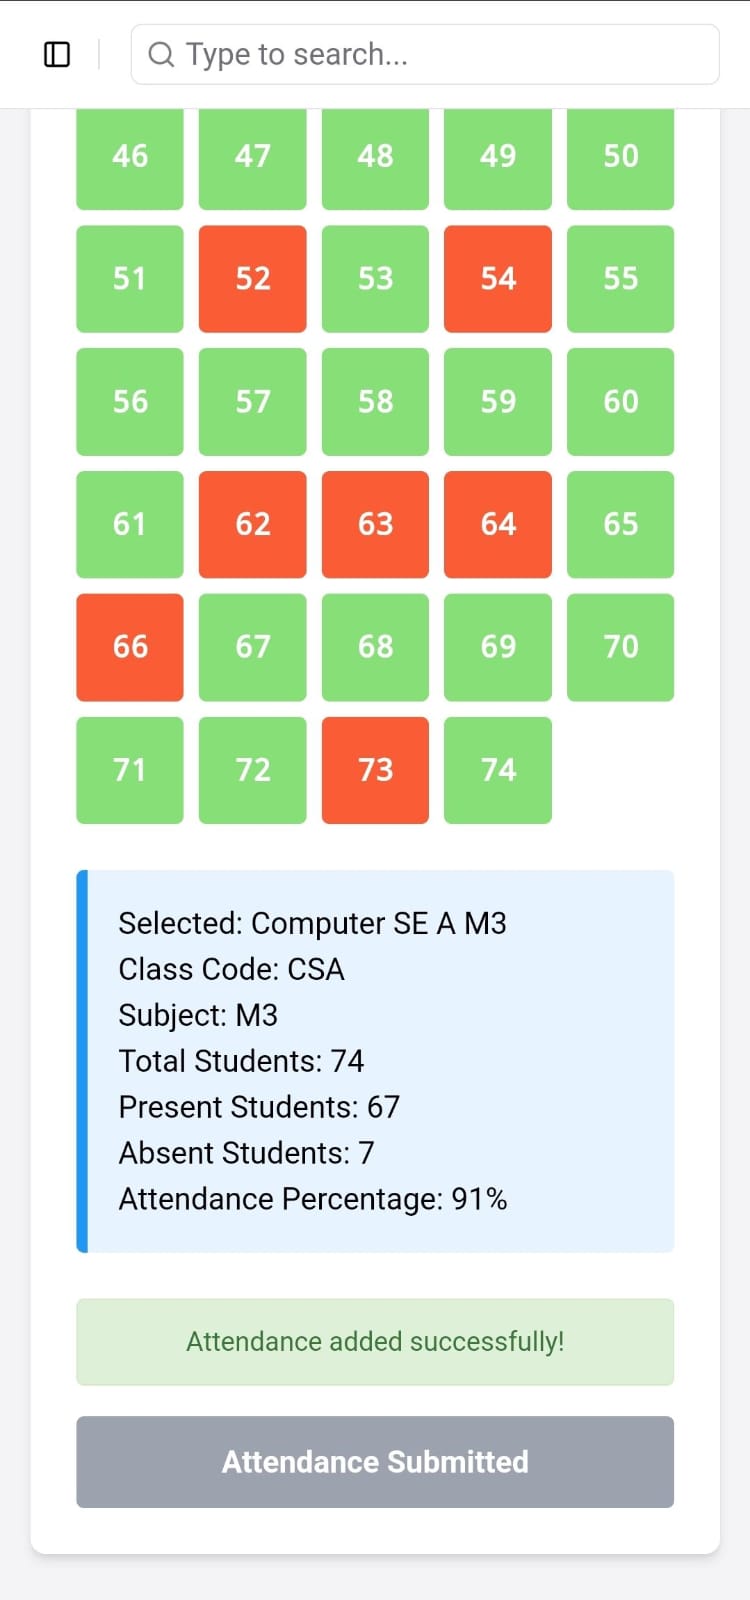 Type to search...
46 47 48 49 50
51 52 53 54 55
56 57 58 59 60
61 62 63 64 65
66 67 68 69 70
71 72 73 74
Selected: Computer SE A M3
Class Code: CSA
Subject: M3
Total Students: 74
Present Students: 67
Absent Students: 7
Attendance Percentage: 91%
Attendance added successfully!
Attendance Submitted